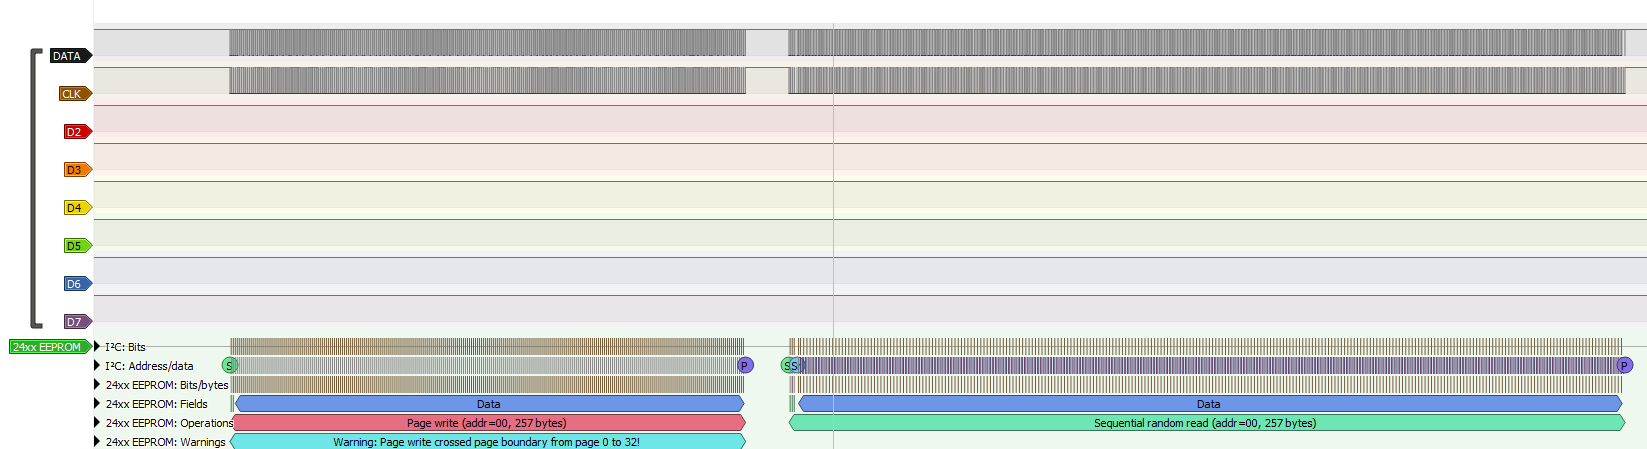 DATA
CLK
D2
D3
D4
D5
D6
D7
24xx EEPROM I²C: Bits
I²C: Address/data S P S S P
24xx EEPROM: Bits/bytes
24xx EEPROM: Fields Data Data
24xx EEPROM: Operations Page write (addr=00, 257 bytes) Sequential random read (addr=00, 257 bytes)
24xx EEPROM: Warnings Warning: Page write crossed page boundary from page 0 to 32!